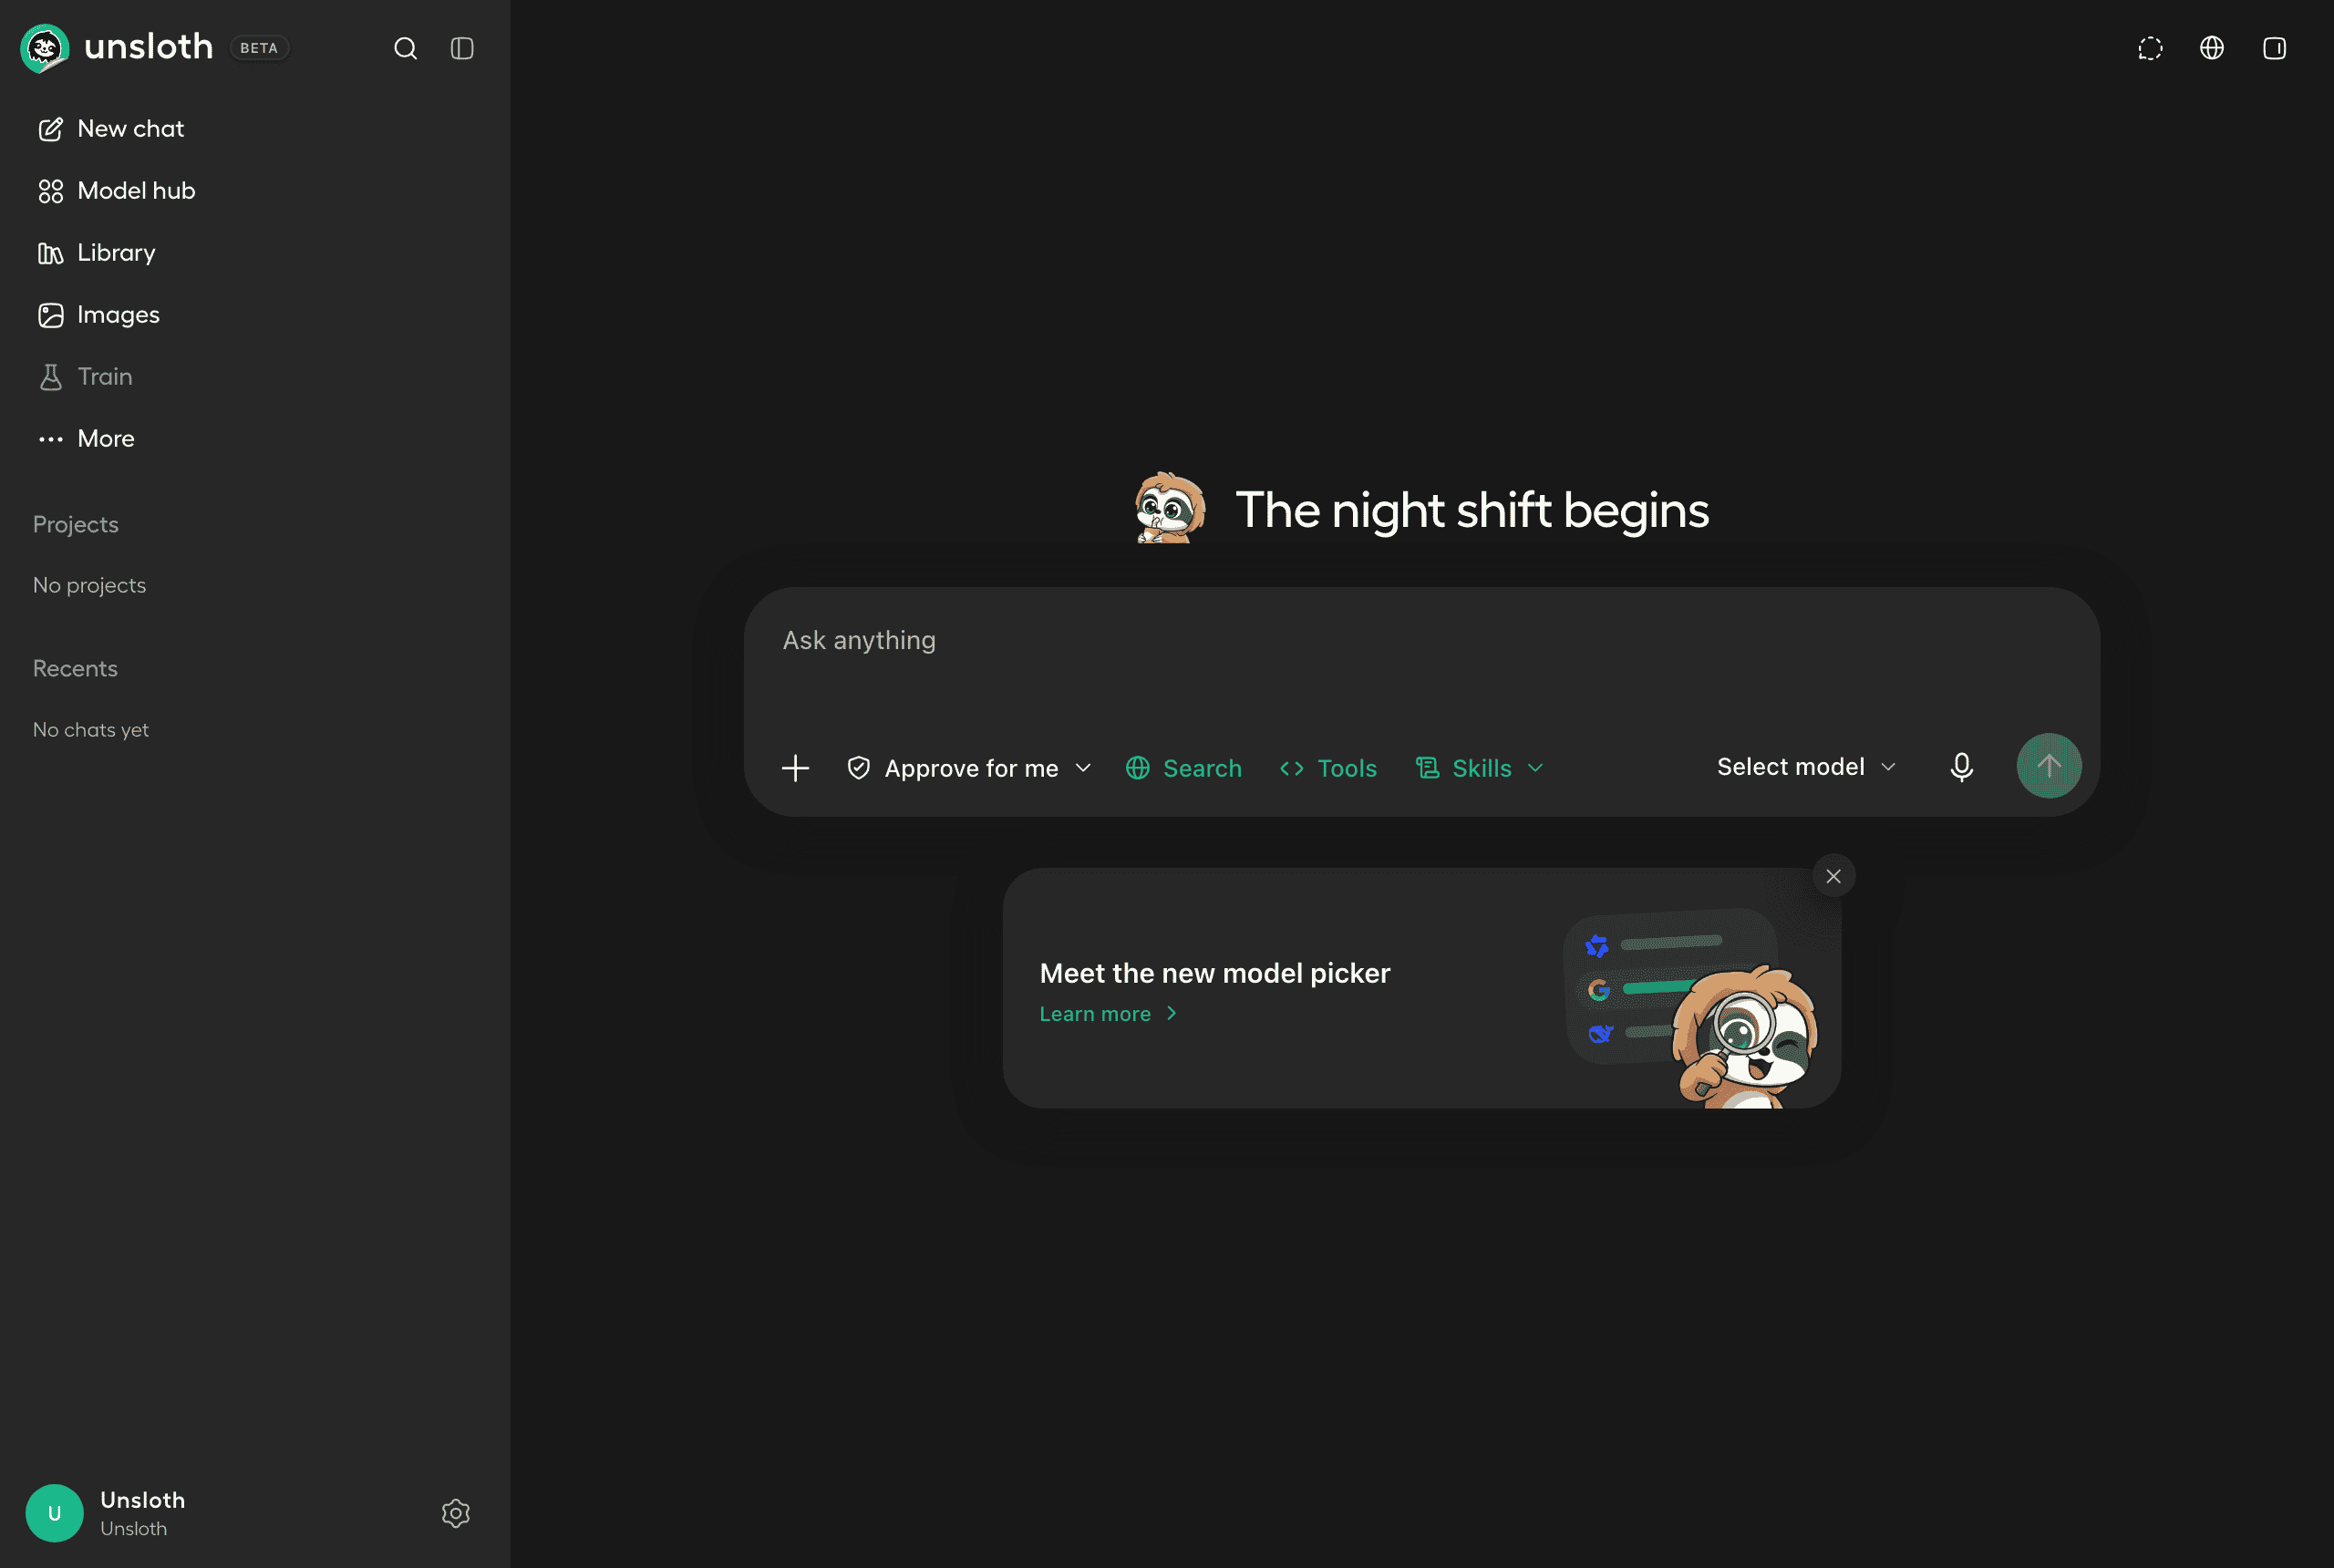 unsloth BETA
New chat
Model hub
Library
Images
Train
More
Projects
No projects
Recents
No chats yet
Unsloth
Unsloth
U
The night shift begins
Ask anything
Approve for me
Search
Tools
Skills
Select model
Meet the new model picker
Learn more